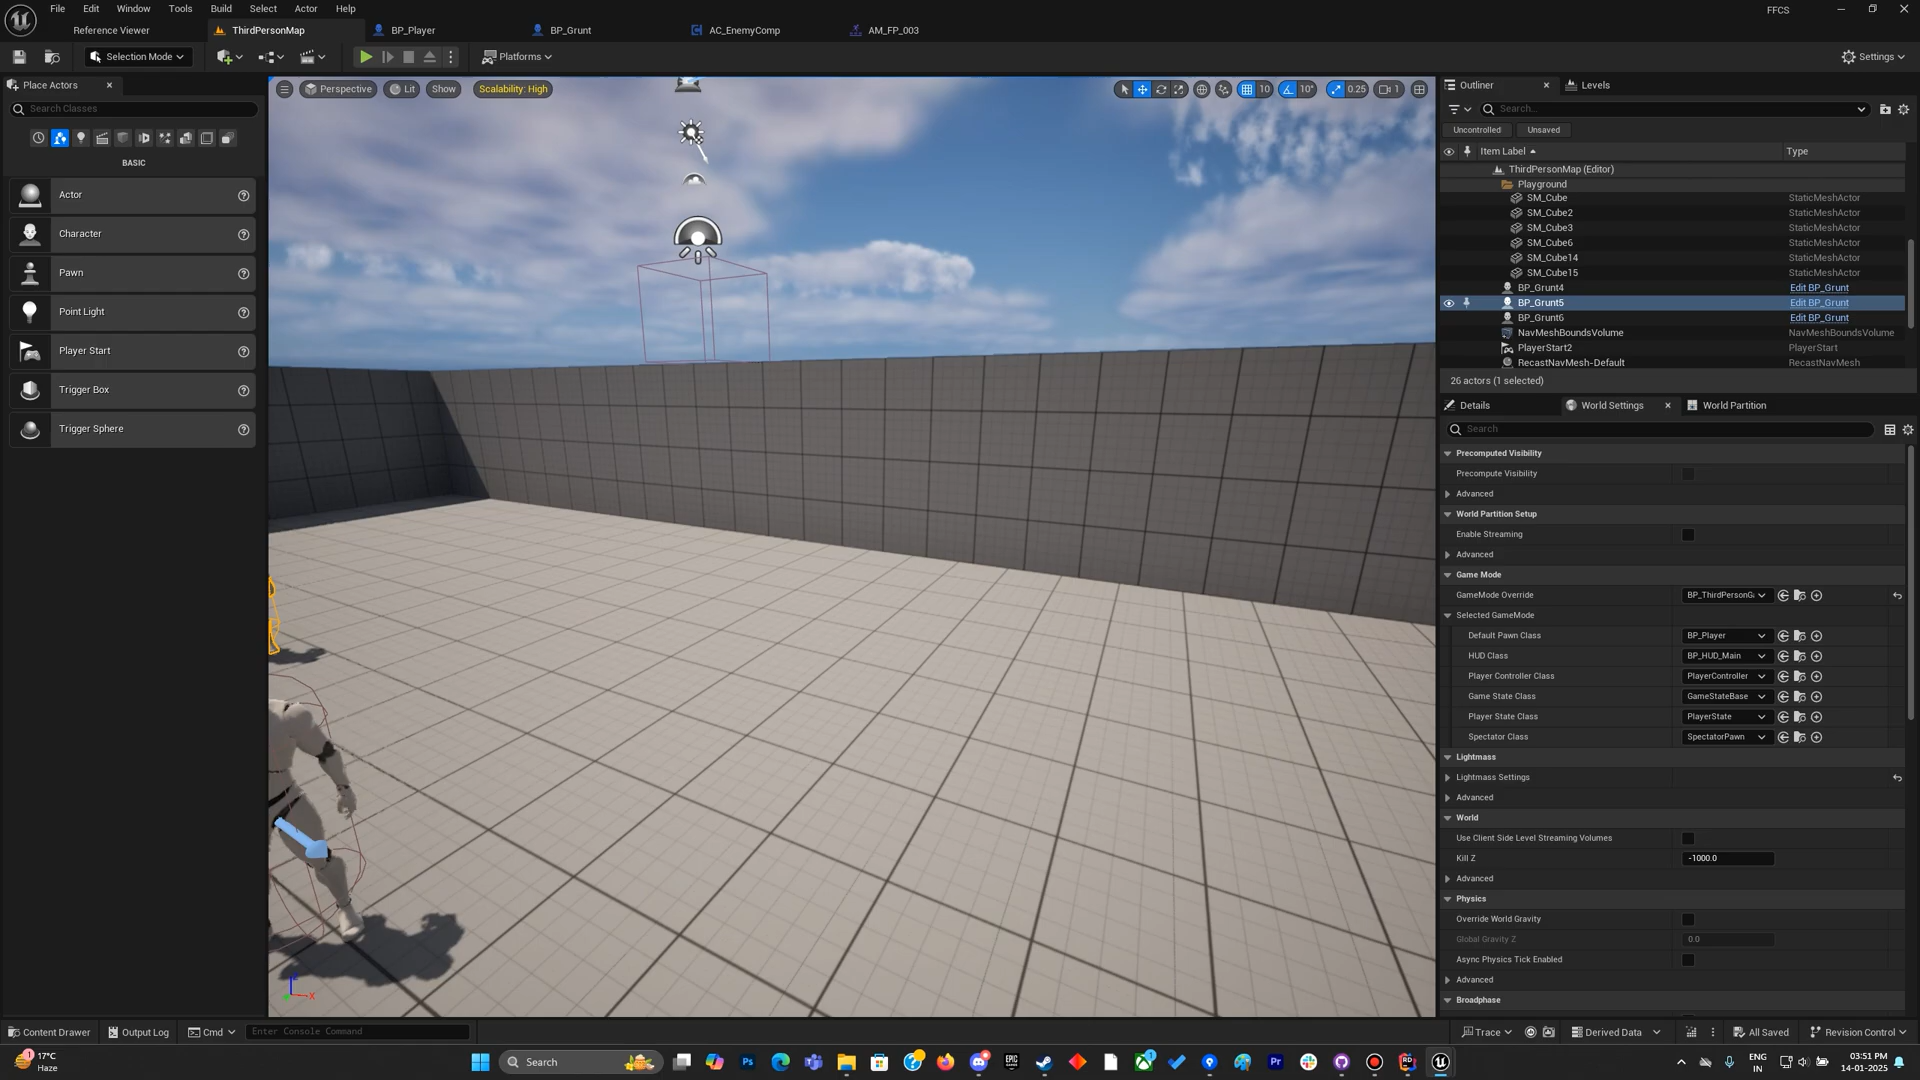 File Edit Window Tools Build Select Actor Help
FFCS
Reference Viewer
ThirdPersonMap
BP_Player
BP_Grunt
AC_EnemyComp
AM_FP_003
Selection Mode
Platforms
Settings
Place Actors
Search Classes
BASIC
Actor
Character
Pawn
Point Light
Player Start
Trigger Box
Trigger Sphere
Perspective
Lit
Show
Scalability: High
10
10°
0.25
1
Outliner
Levels
Search...
Uncontrolled
Unsaved
Item Label
Type
ThirdPersonMap (Editor)
Playground
SM_Cube StaticMeshActor
SM_Cube2 StaticMeshActor
SM_Cube3 StaticMeshActor
SM_Cube6 StaticMeshActor
SM_Cube14 StaticMeshActor
SM_Cube15 StaticMeshActor
BP_Grunt4 Edit BP_Grunt
BP_Grunt5 Edit BP_Grunt
BP_Grunt6 Edit BP_Grunt
NavMeshBoundsVolume NavMeshBoundsVolume
PlayerStart2 PlayerStart
RecastNavMesh-Default RecastNavMesh
26 actors (1 selected)
Details
World Settings
World Partition
Search
Precomputed Visibility
Precompute Visibility
Advanced
World Partition Setup
Enable Streaming
Advanced
Game Mode
GameMode Override BP_ThirdPersonGa
Selected GameMode
Default Pawn Class BP_Player
HUD Class BP_HUD_Main
Player Controller Class PlayerController
Game State Class GameStateBase
Player State Class PlayerState
Spectator Class SpectatorPawn
Lightmass
Lightmass Settings
Advanced
World
Use Client Side Level Streaming Volumes
Kill Z -1000.0
Advanced
Physics
Override World Gravity
Global Gravity Z 0.0
Async Physics Tick Enabled
Advanced
Broadphase
X
Content Drawer
Output Log
Cmd
Enter Console Command
Trace
Derived Data
All Saved
Revision Control
1
17°C
Haze
Search
Ps
EPIC GAMES
1
Pr
RD
ENG
IN
03:51 PM
14-01-2025